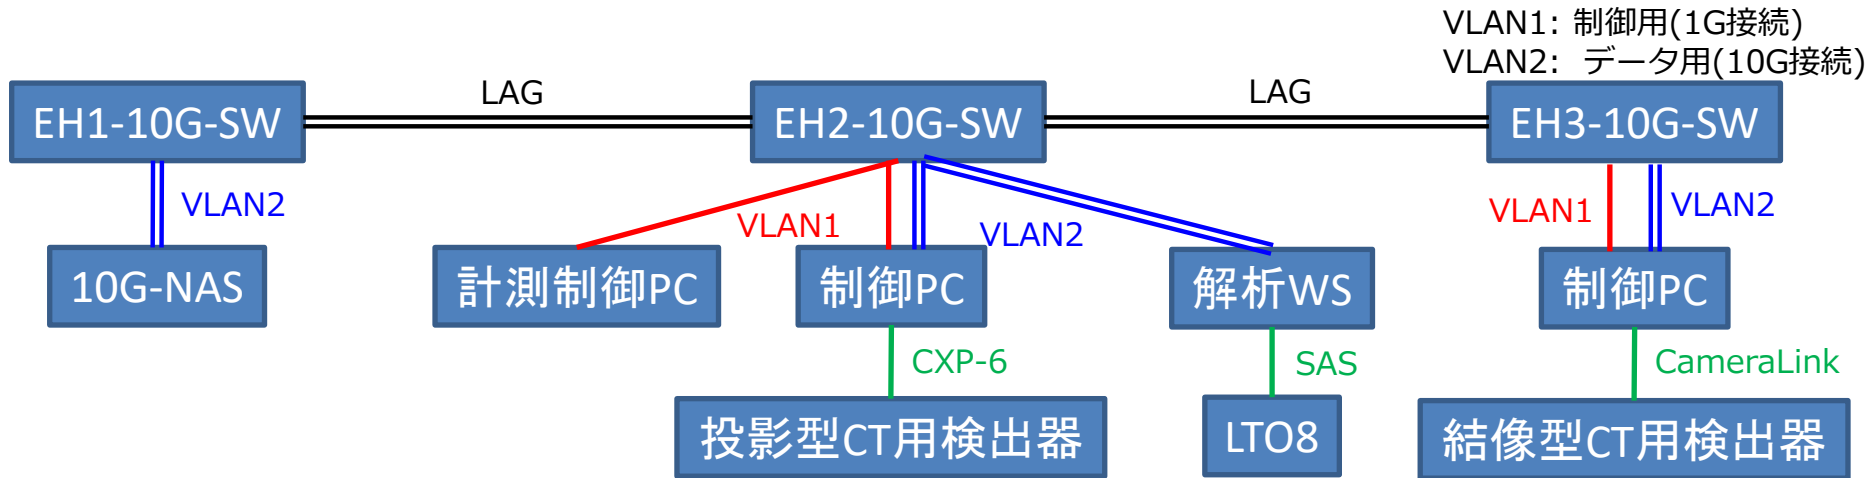 VLAN1: 制御用(1G接続)
VLAN2: データ用(10G接続)
LAG
LAG
EH1-10G-SW
EH2-10G-SW
EH3-10G-SW
VLAN2
VLAN1
VLAN2
VLAN1
VLAN2
10G-NAS
計測制御PC
制御PC
解析WS
制御PC
CXP-6
SAS
CameraLink
投影型CT用検出器
LTO8
結像型CT用検出器